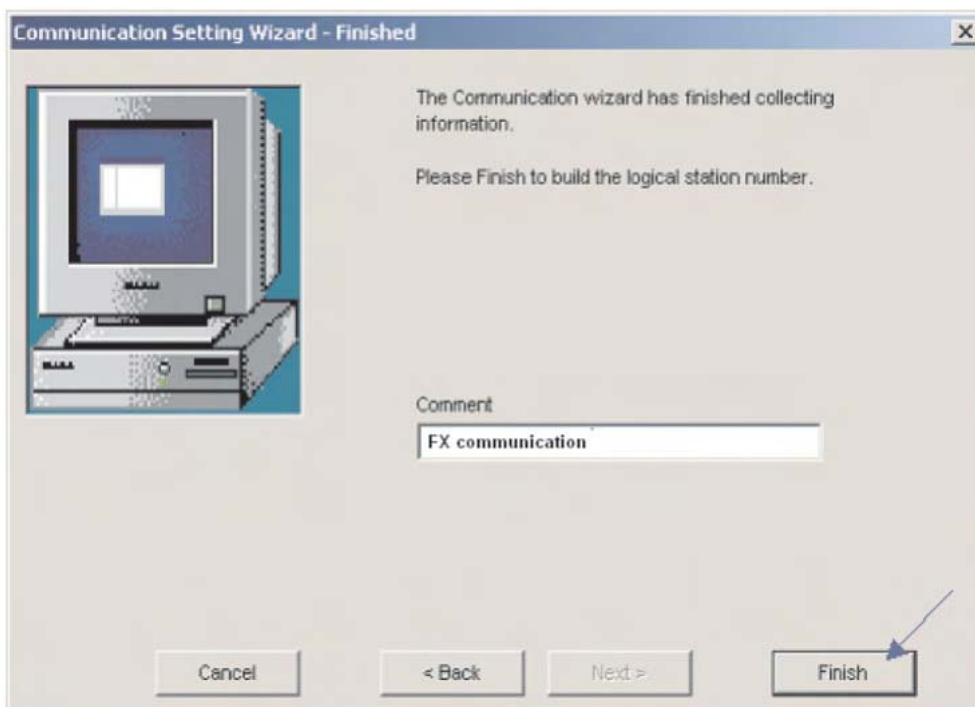 Communication Setting Wizard - Finished
The Communication wizard has finished collecting
information.
Please Finish to build the logical station number.
Comment
FX communication
Cancel
< Back
Next >
Finish